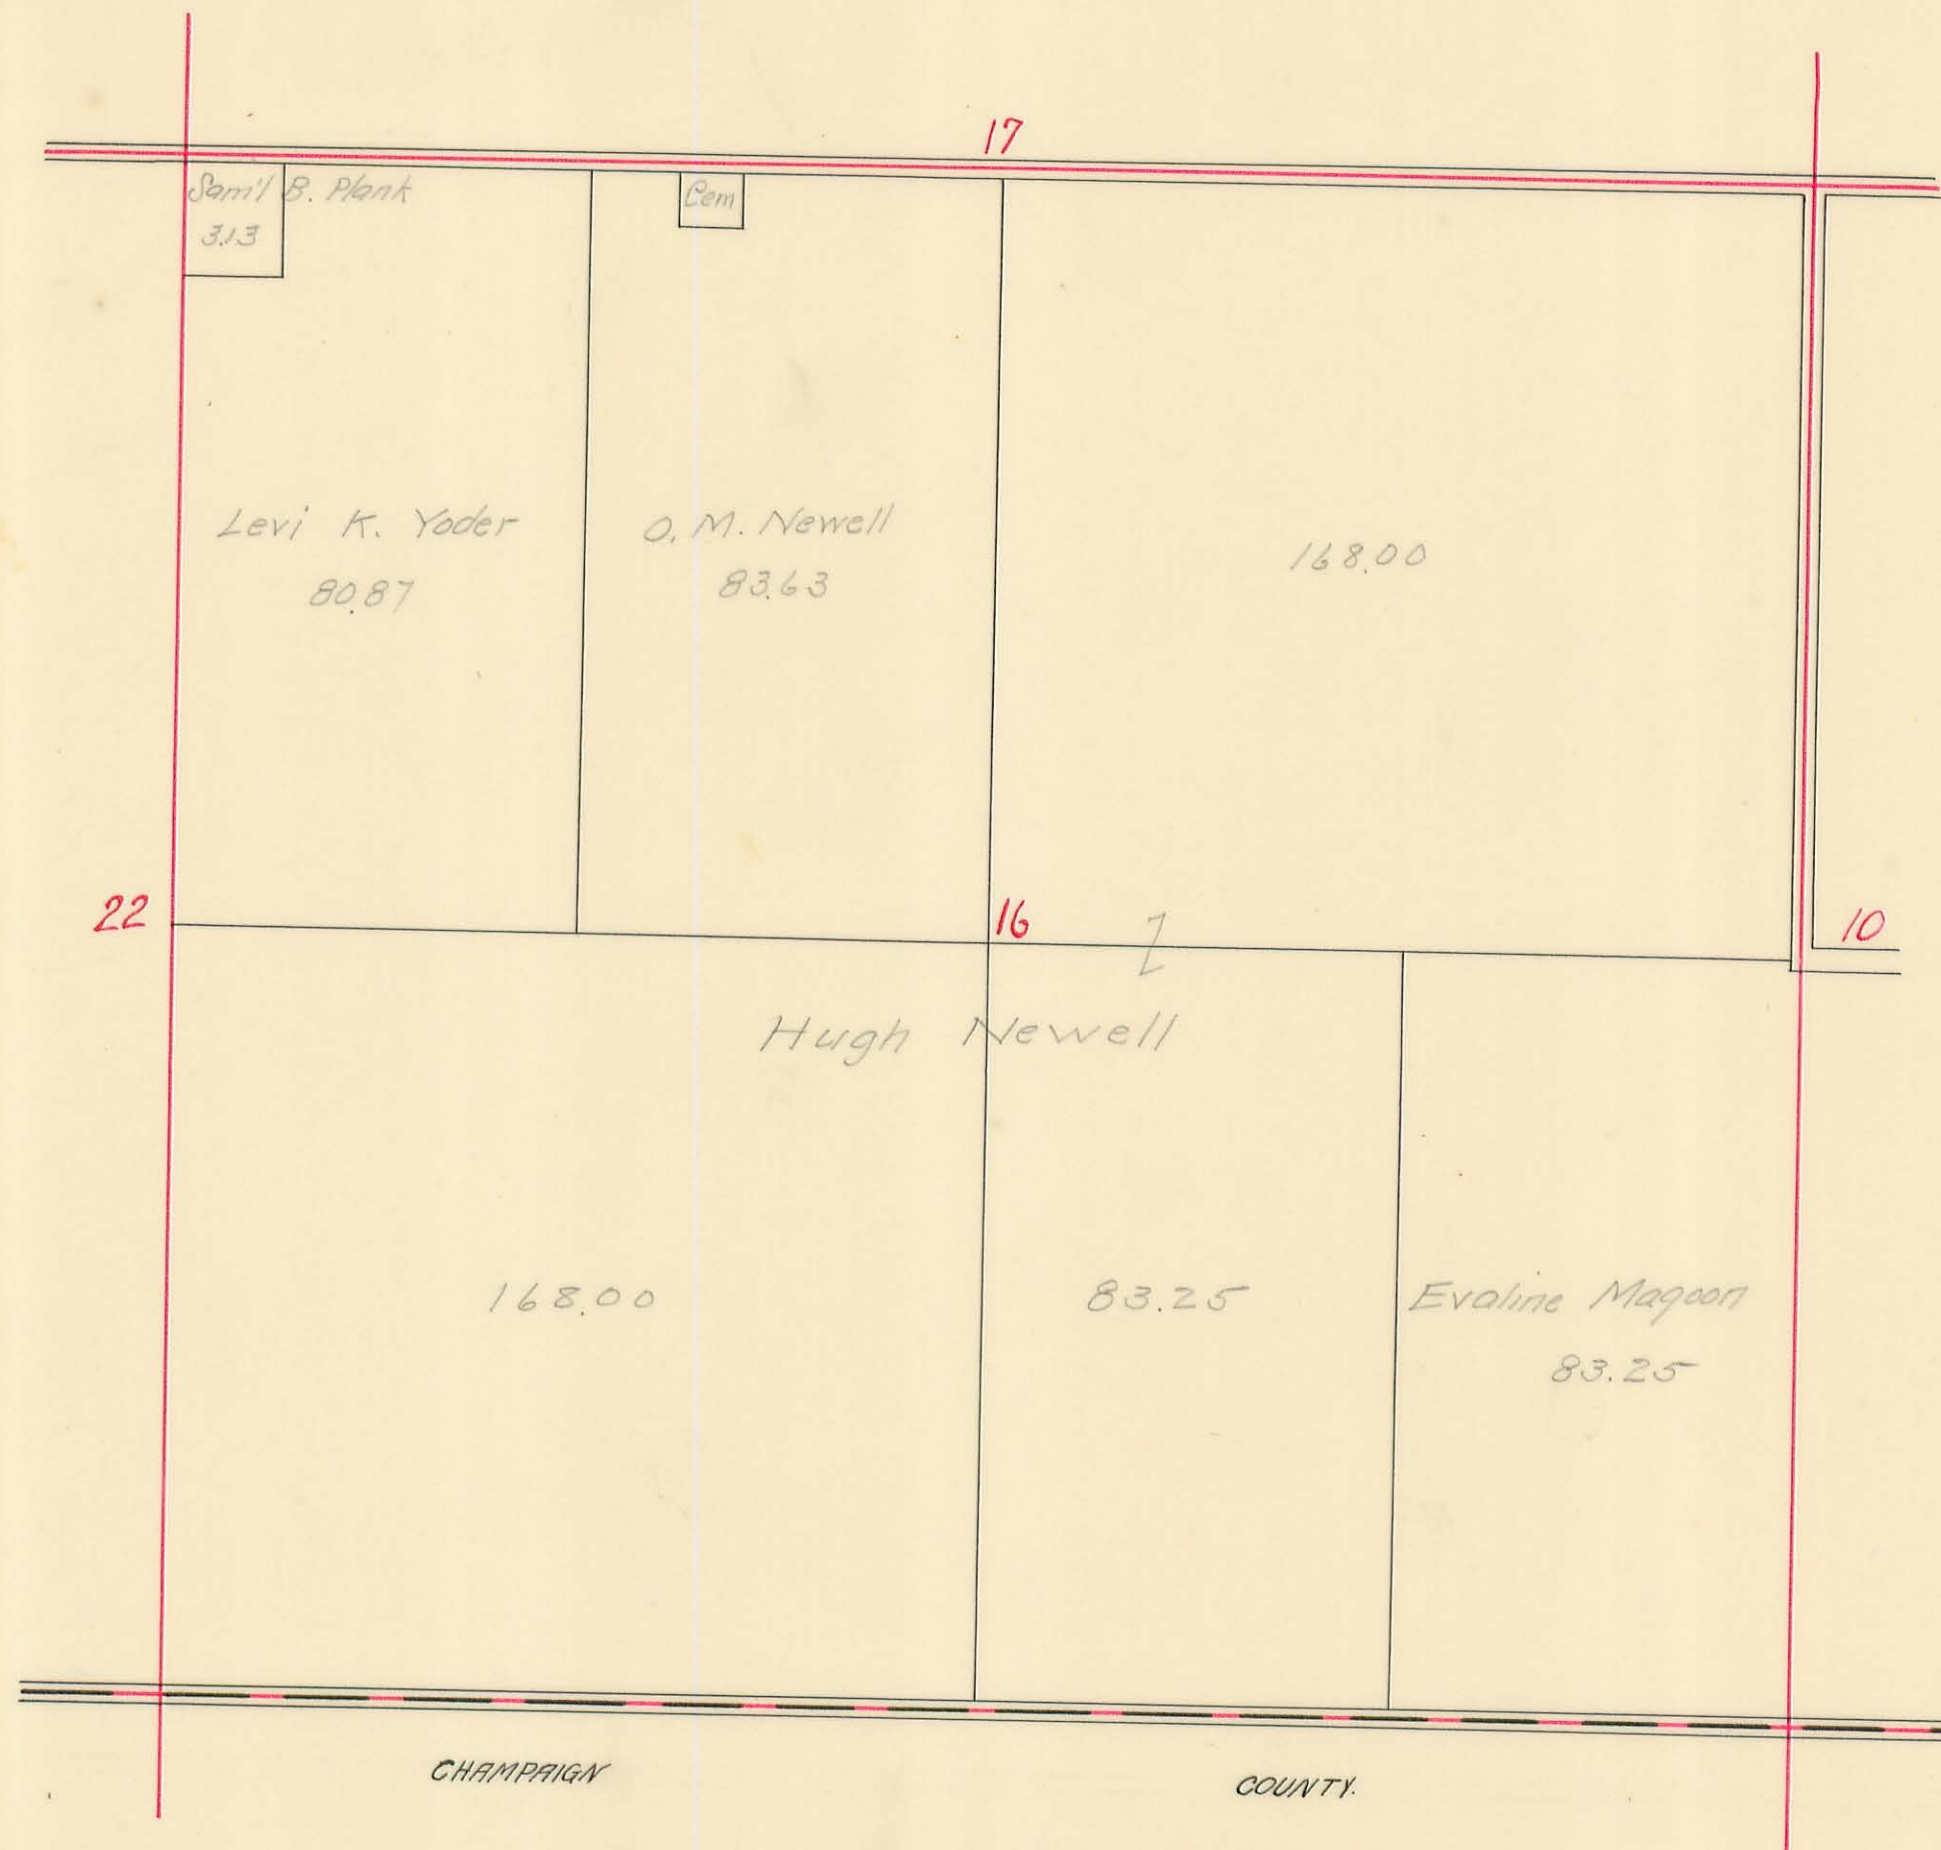 17
Sam'l B. Plank
3.13
Cem
Levi K. Yoder
80.87
O. M. Newell
83.63
168.00
22
16
10
Hugh Newell
168.00
83.25
Evaline Magoon
83.25
CHAMPAIGN COUNTY.